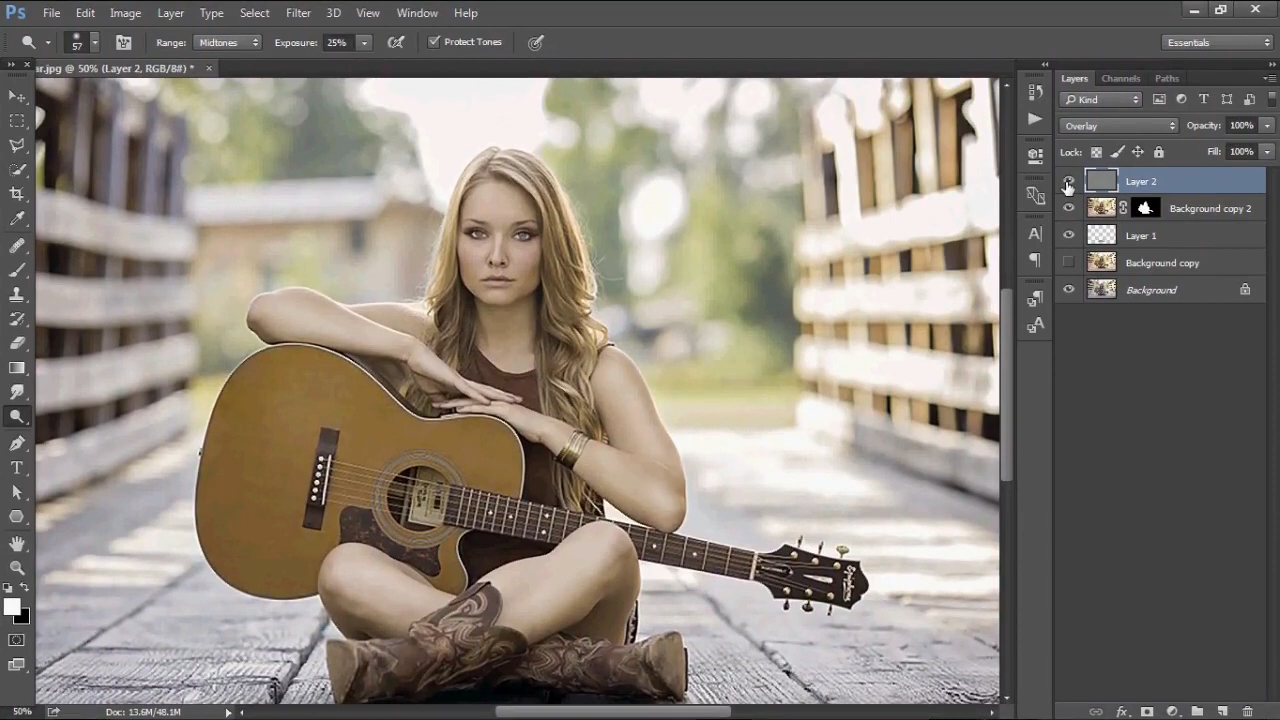 Ps File Edit Image Layer Type Select Filter 3D View Window Help
57 Range: Midtones Exposure: 25% Protect Tones Essentials
ar.jpg @ 50% (Layer 2, RGB/8#) * ×
Layers Channels Paths
Kind
Overlay Opacity: 100%
Lock: Fill: 100%
Layer 2
Background copy 2
Layer 1
Background copy
Background
50% Doc: 13.6M/48.1M